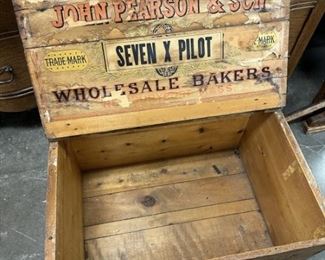 JOHN PEARSON & SON
TRADE MARK
SEVEN X PILOT
MARK
WHOLESALE BAKERS